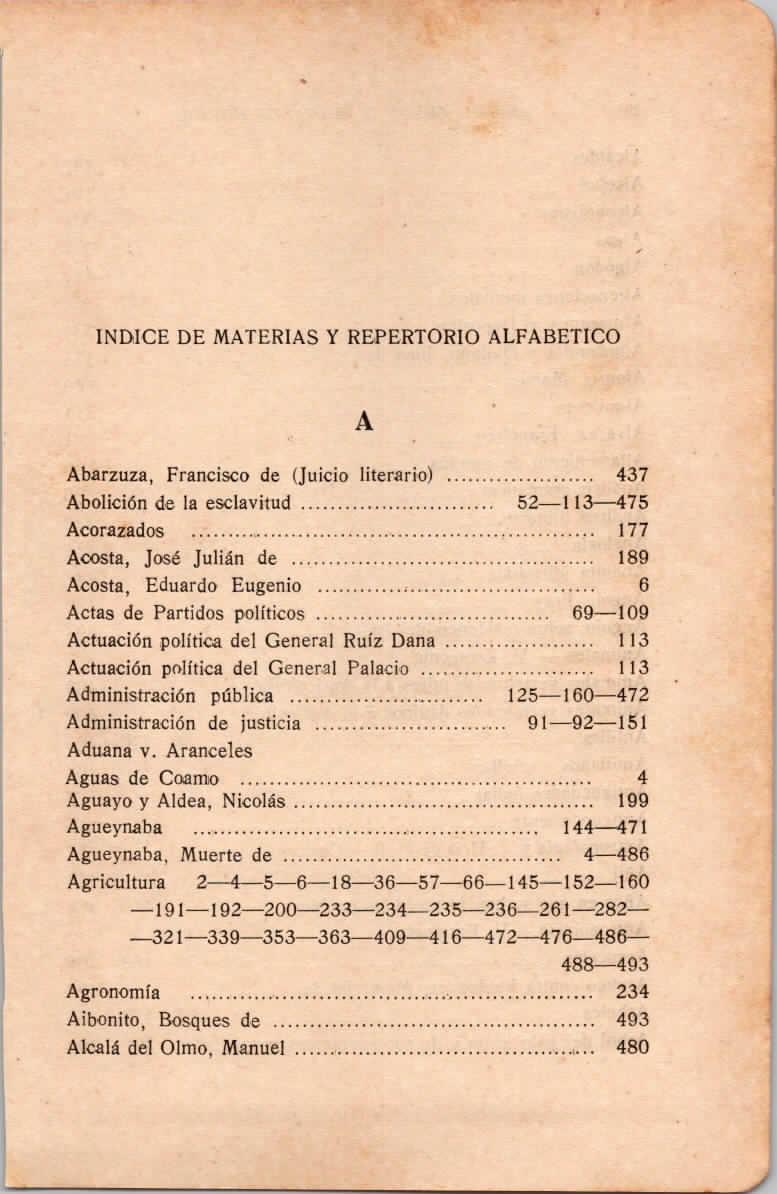 INDICE DE MATERIAS Y REPERTORIO ALFABETICO
A
Abarzuza, Francisco de (Juicio literario) ..................... 437
Abolición de la esclavitud .......................... 52—113—475
Acorazados ...................................................... 177
Acosta, José Julián de ......................................... 189
Acosta, Eduardo Eugenio ..................................... 6
Actas de Partidos políticos ............................... 69—109
Actuación política del General Ruíz Dana ..................... 113
Actuación política del General Palacio ........................ 113
Administración pública .......................... 125—160—472
Administración de justicia .......................... 91—92—151
Aduana v. Aranceles
Aguas de Coamo ................................................ 4
Aguayo y Aldea, Nicolás ......................................... 199
Agueynaba .............................................. 144—471
Agueynaba, Muerte de ..................................... 4—486
Agricultura 2—4—5—6—18—36—57—66—145—152—160
—191—192—200—233—234—235—236—261—282—
—321—339—353—363—409—416—472—476—486—
488—493
Agronomía ...................................................... 234
Aibonito, Bosques de ........................................... 493
Alcalá del Olmo, Manuel ......................................... 480